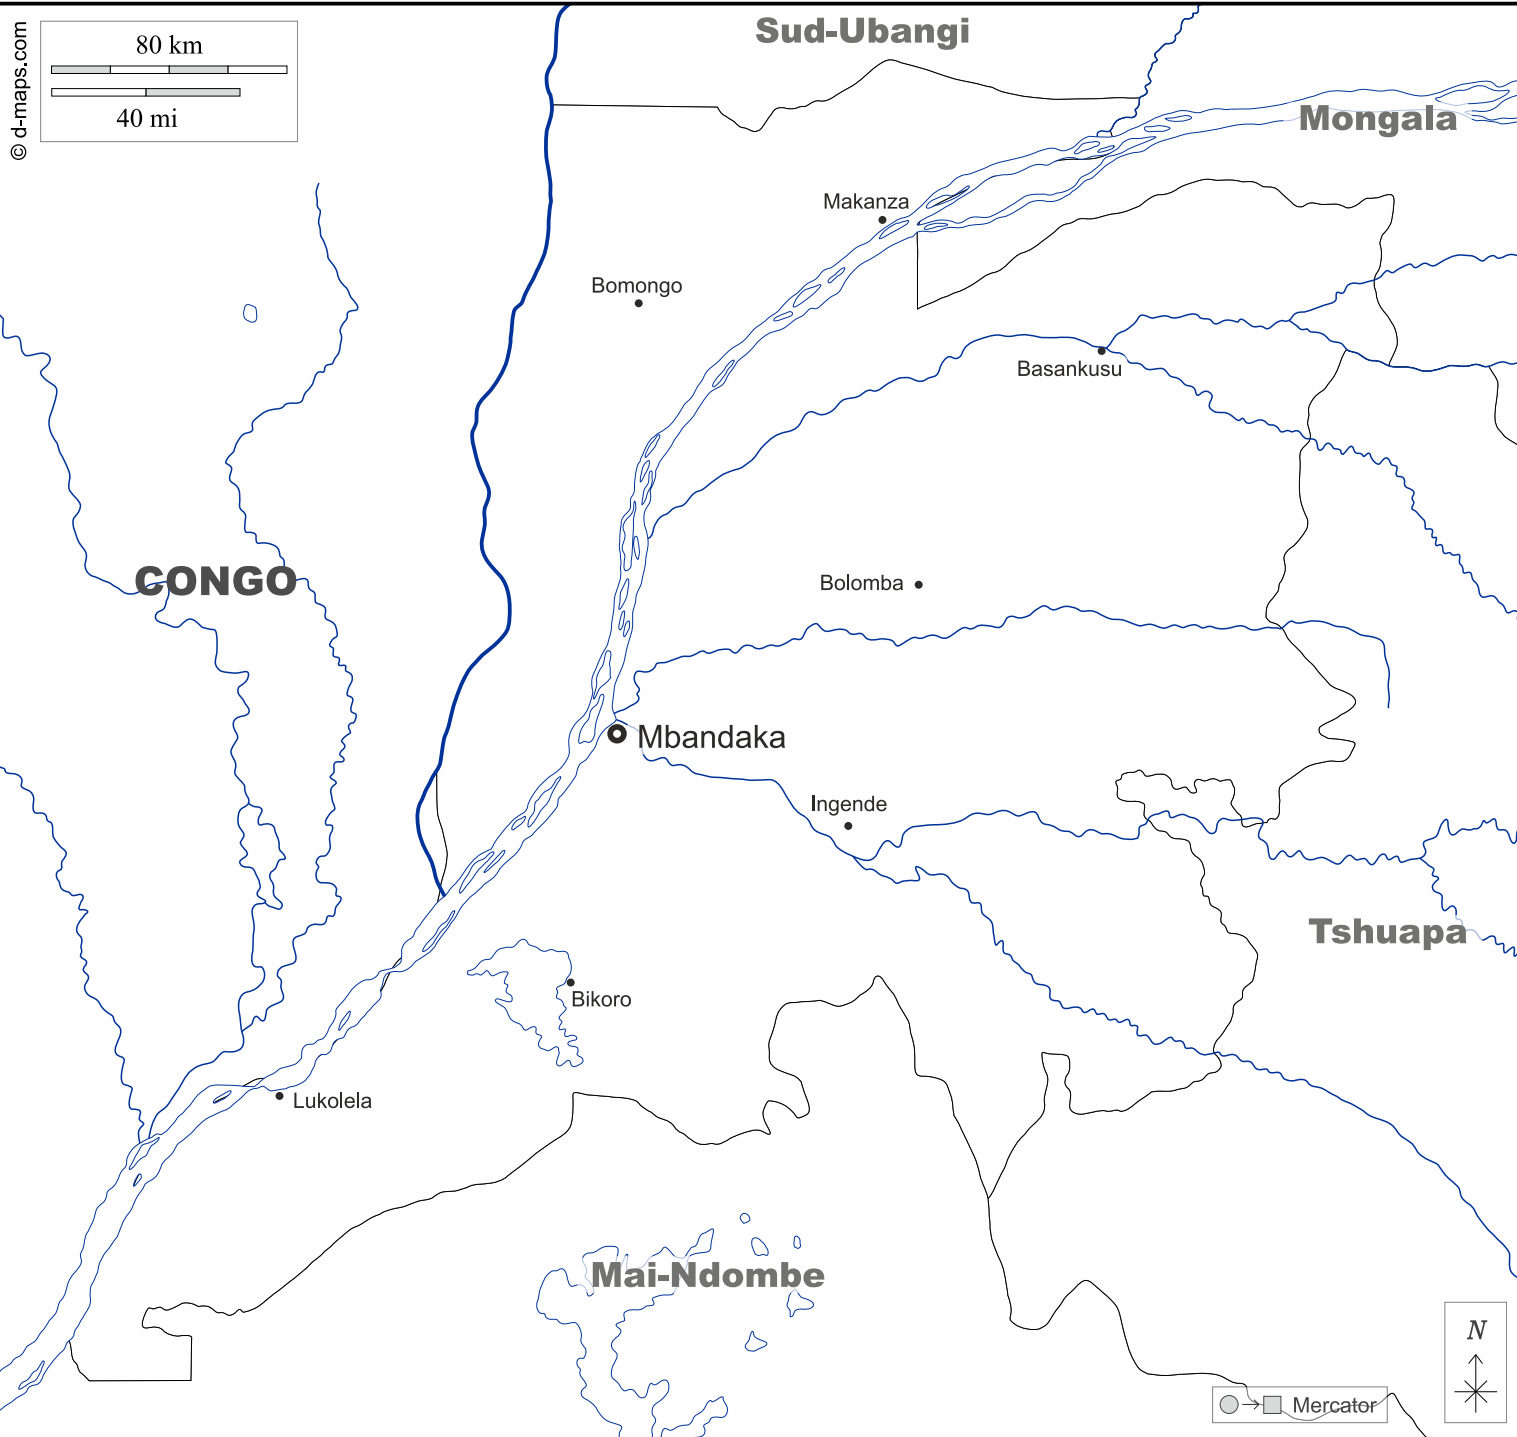 © d-maps.com
80 km
40 mi
Sud-Ubangi
Mongala
Makanza
Bomongo
Basankusu
CONGO
Bolomba
Mbandaka
Ingende
Tshuapa
Bikoro
Lukolela
Mai-Ndombe
N
Mercator